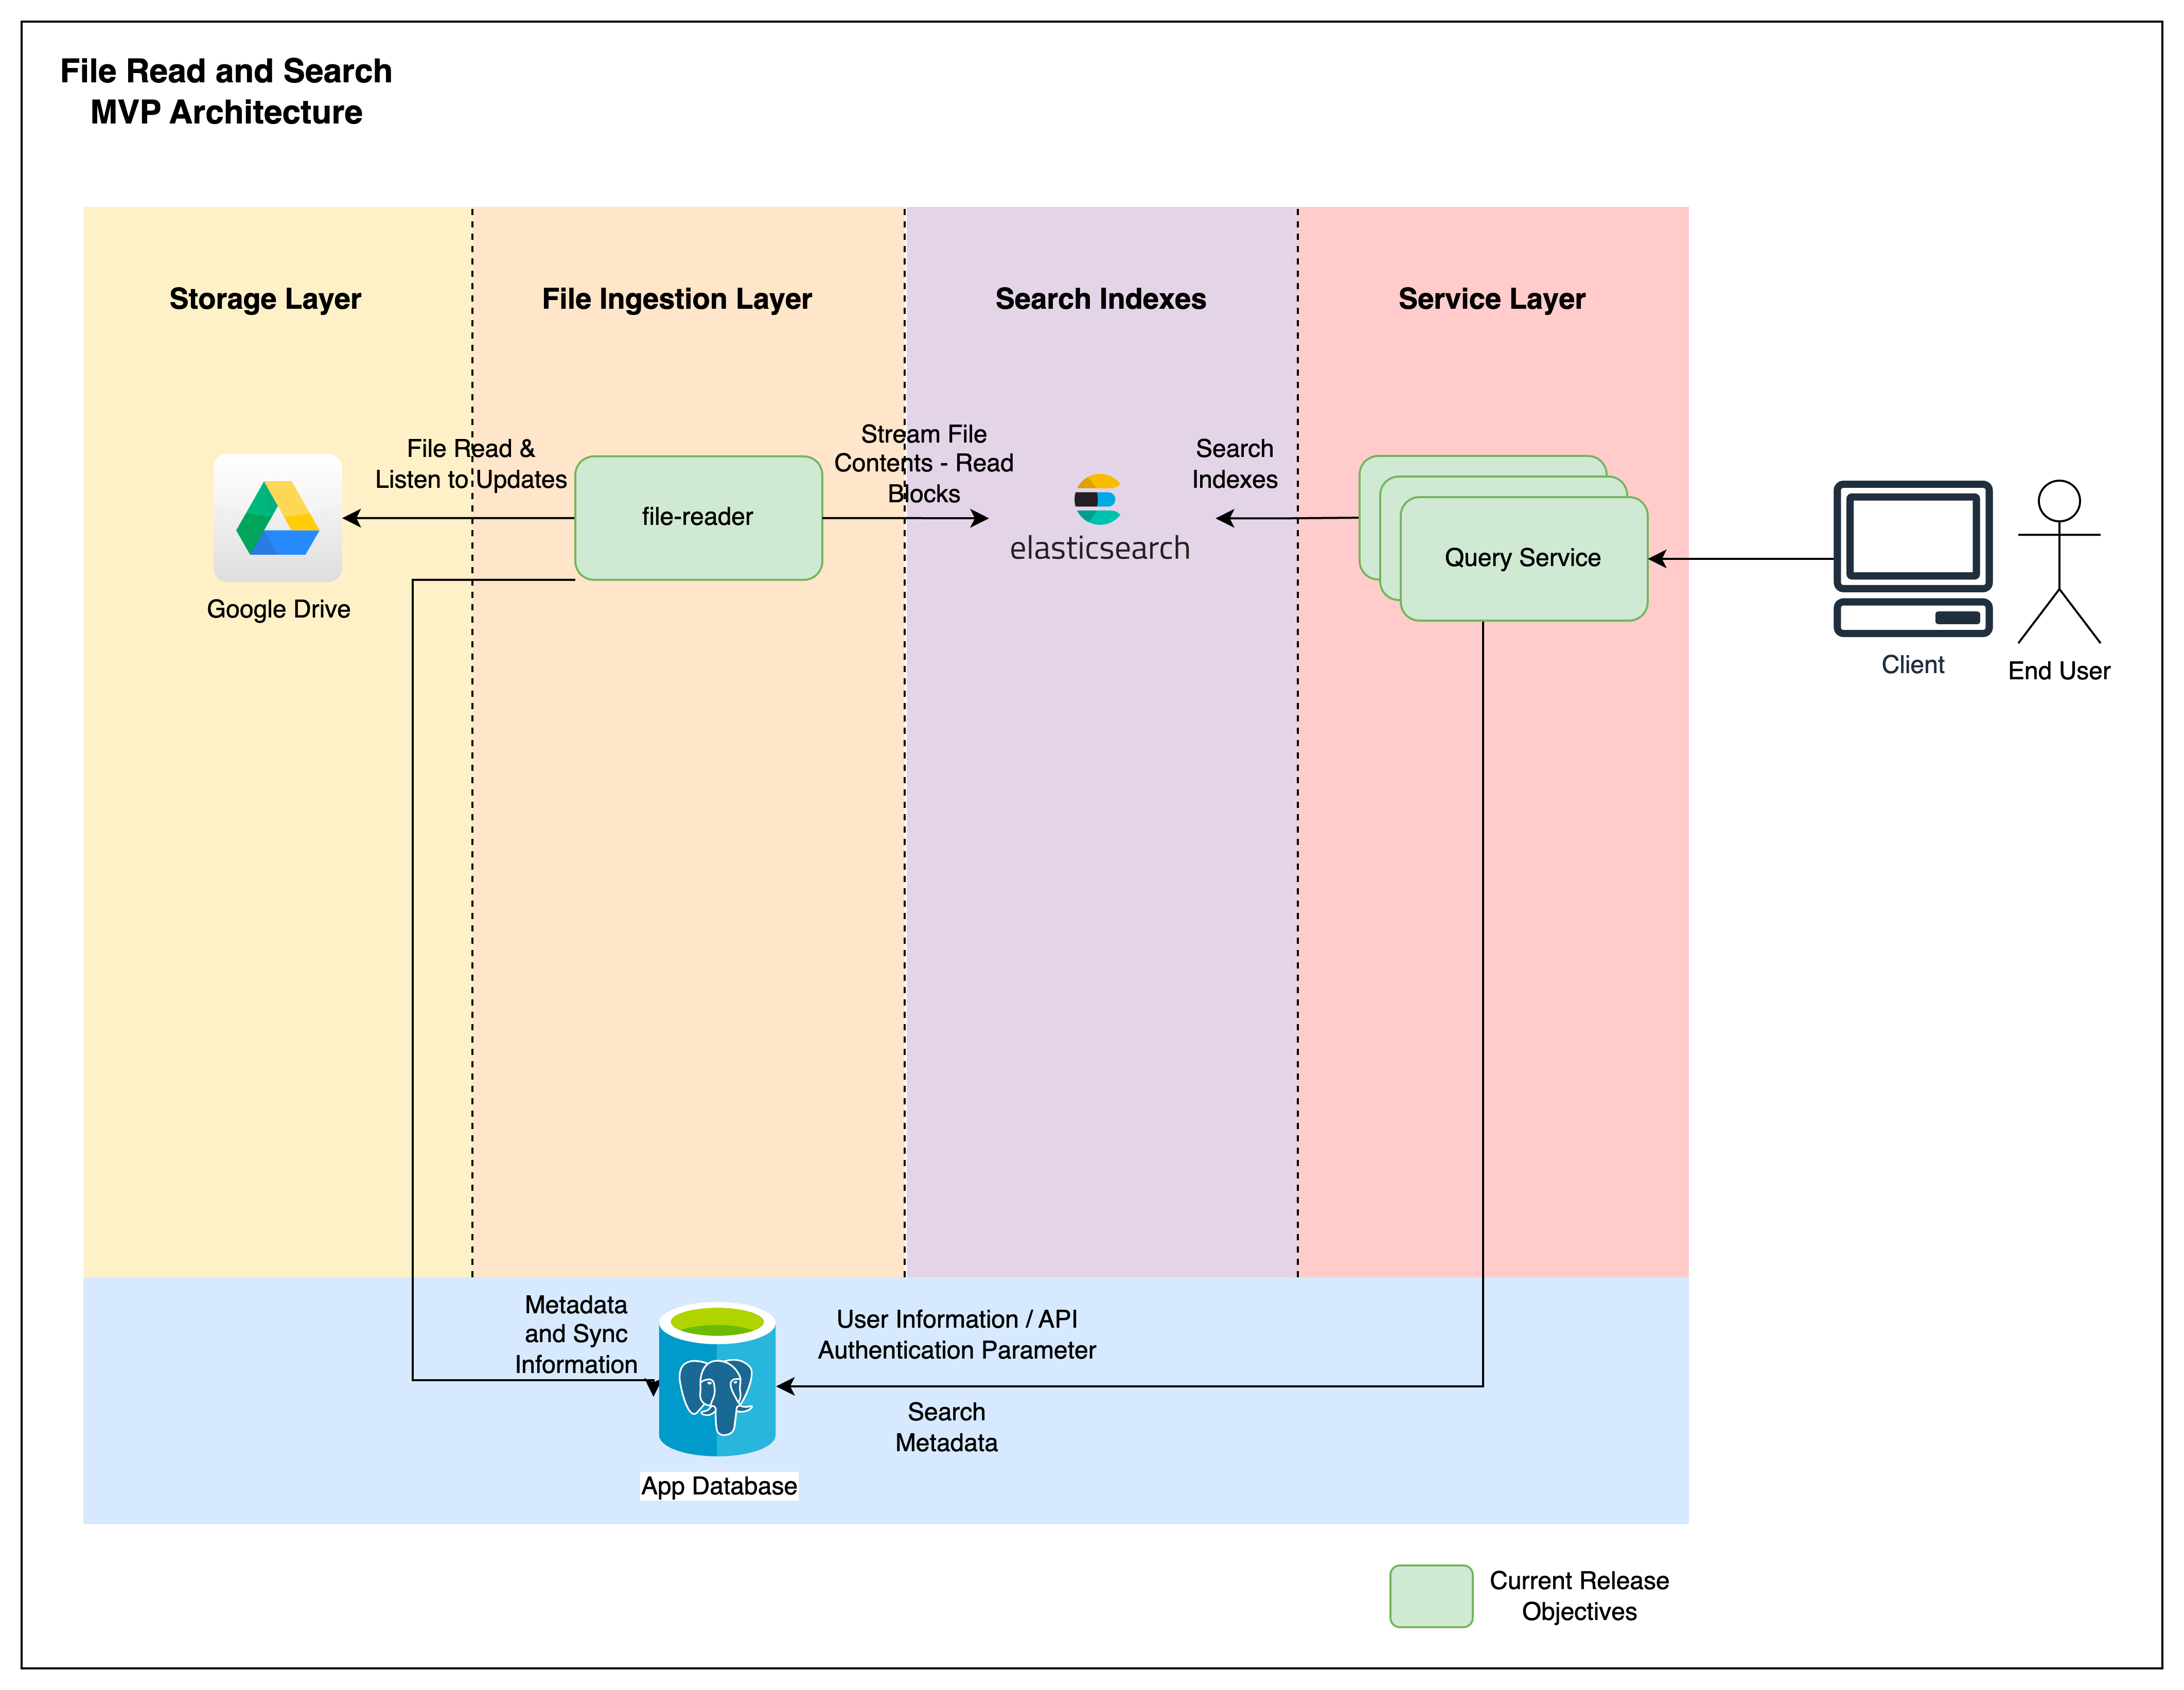 File Read and Search
MVP Architecture
Storage Layer
File Ingestion Layer
Search Indexes
Service Layer
File Read &
Listen to Updates
Stream File
Contents - Read
Blocks
Search
Indexes
file-reader
elasticsearch
Query Service
Google Drive
Client
End User
Metadata
and Sync
Information
User Information / API
Authentication Parameter
Search
Metadata
App Database
Current Release
Objectives